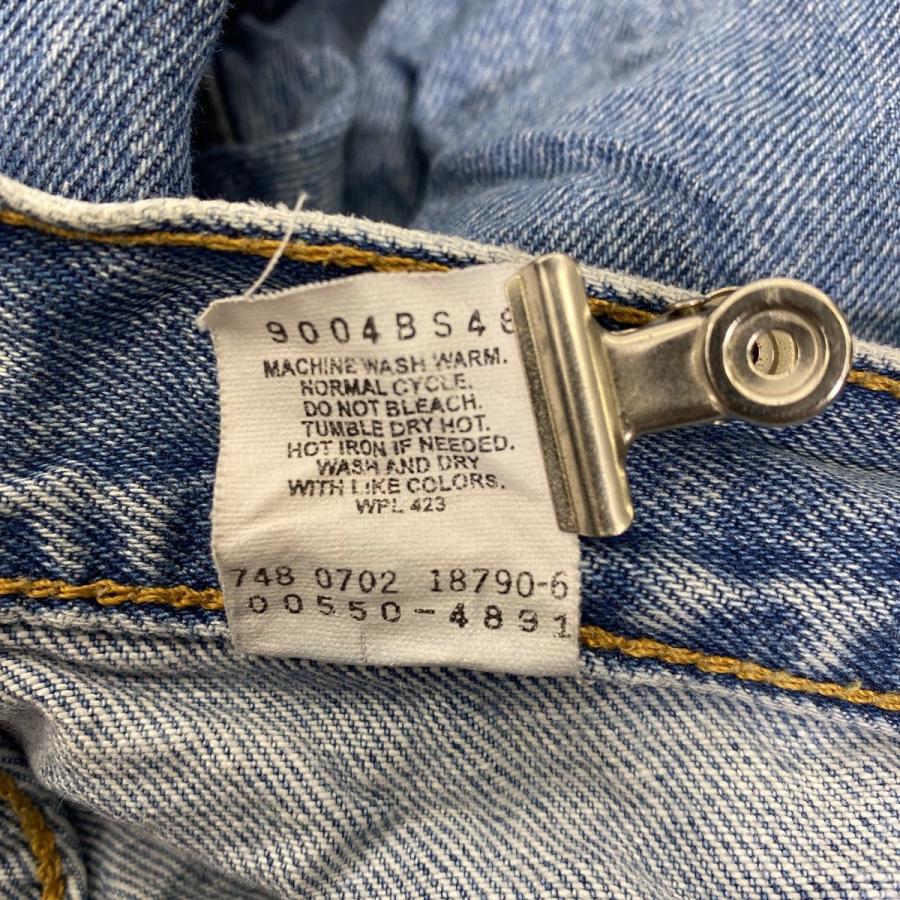 9004BS48
MACHINE WASH WARM.
NORMAL CYCLE.
DO NOT BLEACH.
TUMBLE DRY HOT.
HOT IRON IF NEEDED.
WASH AND DRY
WITH LIKE COLORS.
WPL 423
748 0702 18790-6
00550-4891